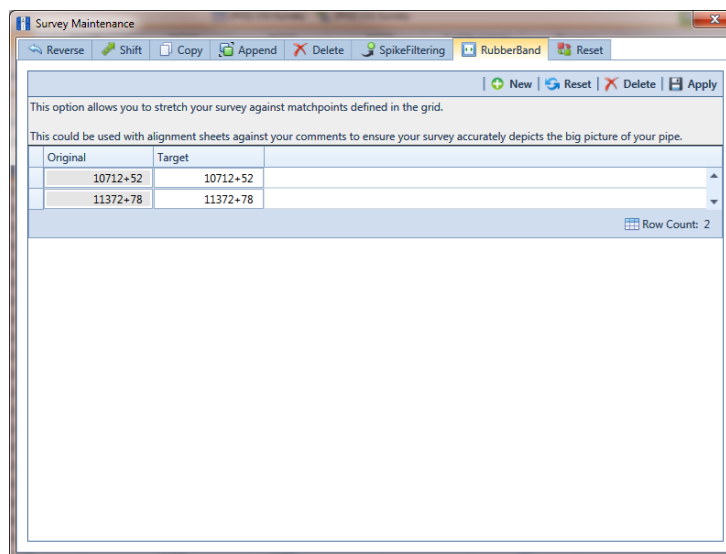 Survey Maintenance
Reverse Shift Copy Append Delete SpikeFiltering RubberBand Reset
New Reset Delete Apply
This option allows you to stretch your survey against matchpoints defined in the grid.
This could be used with alignment sheets against your comments to ensure your survey accurately depicts the big picture of your pipe.
Original Target
10712+52 10712+52
11372+78 11372+78
Row Count: 2